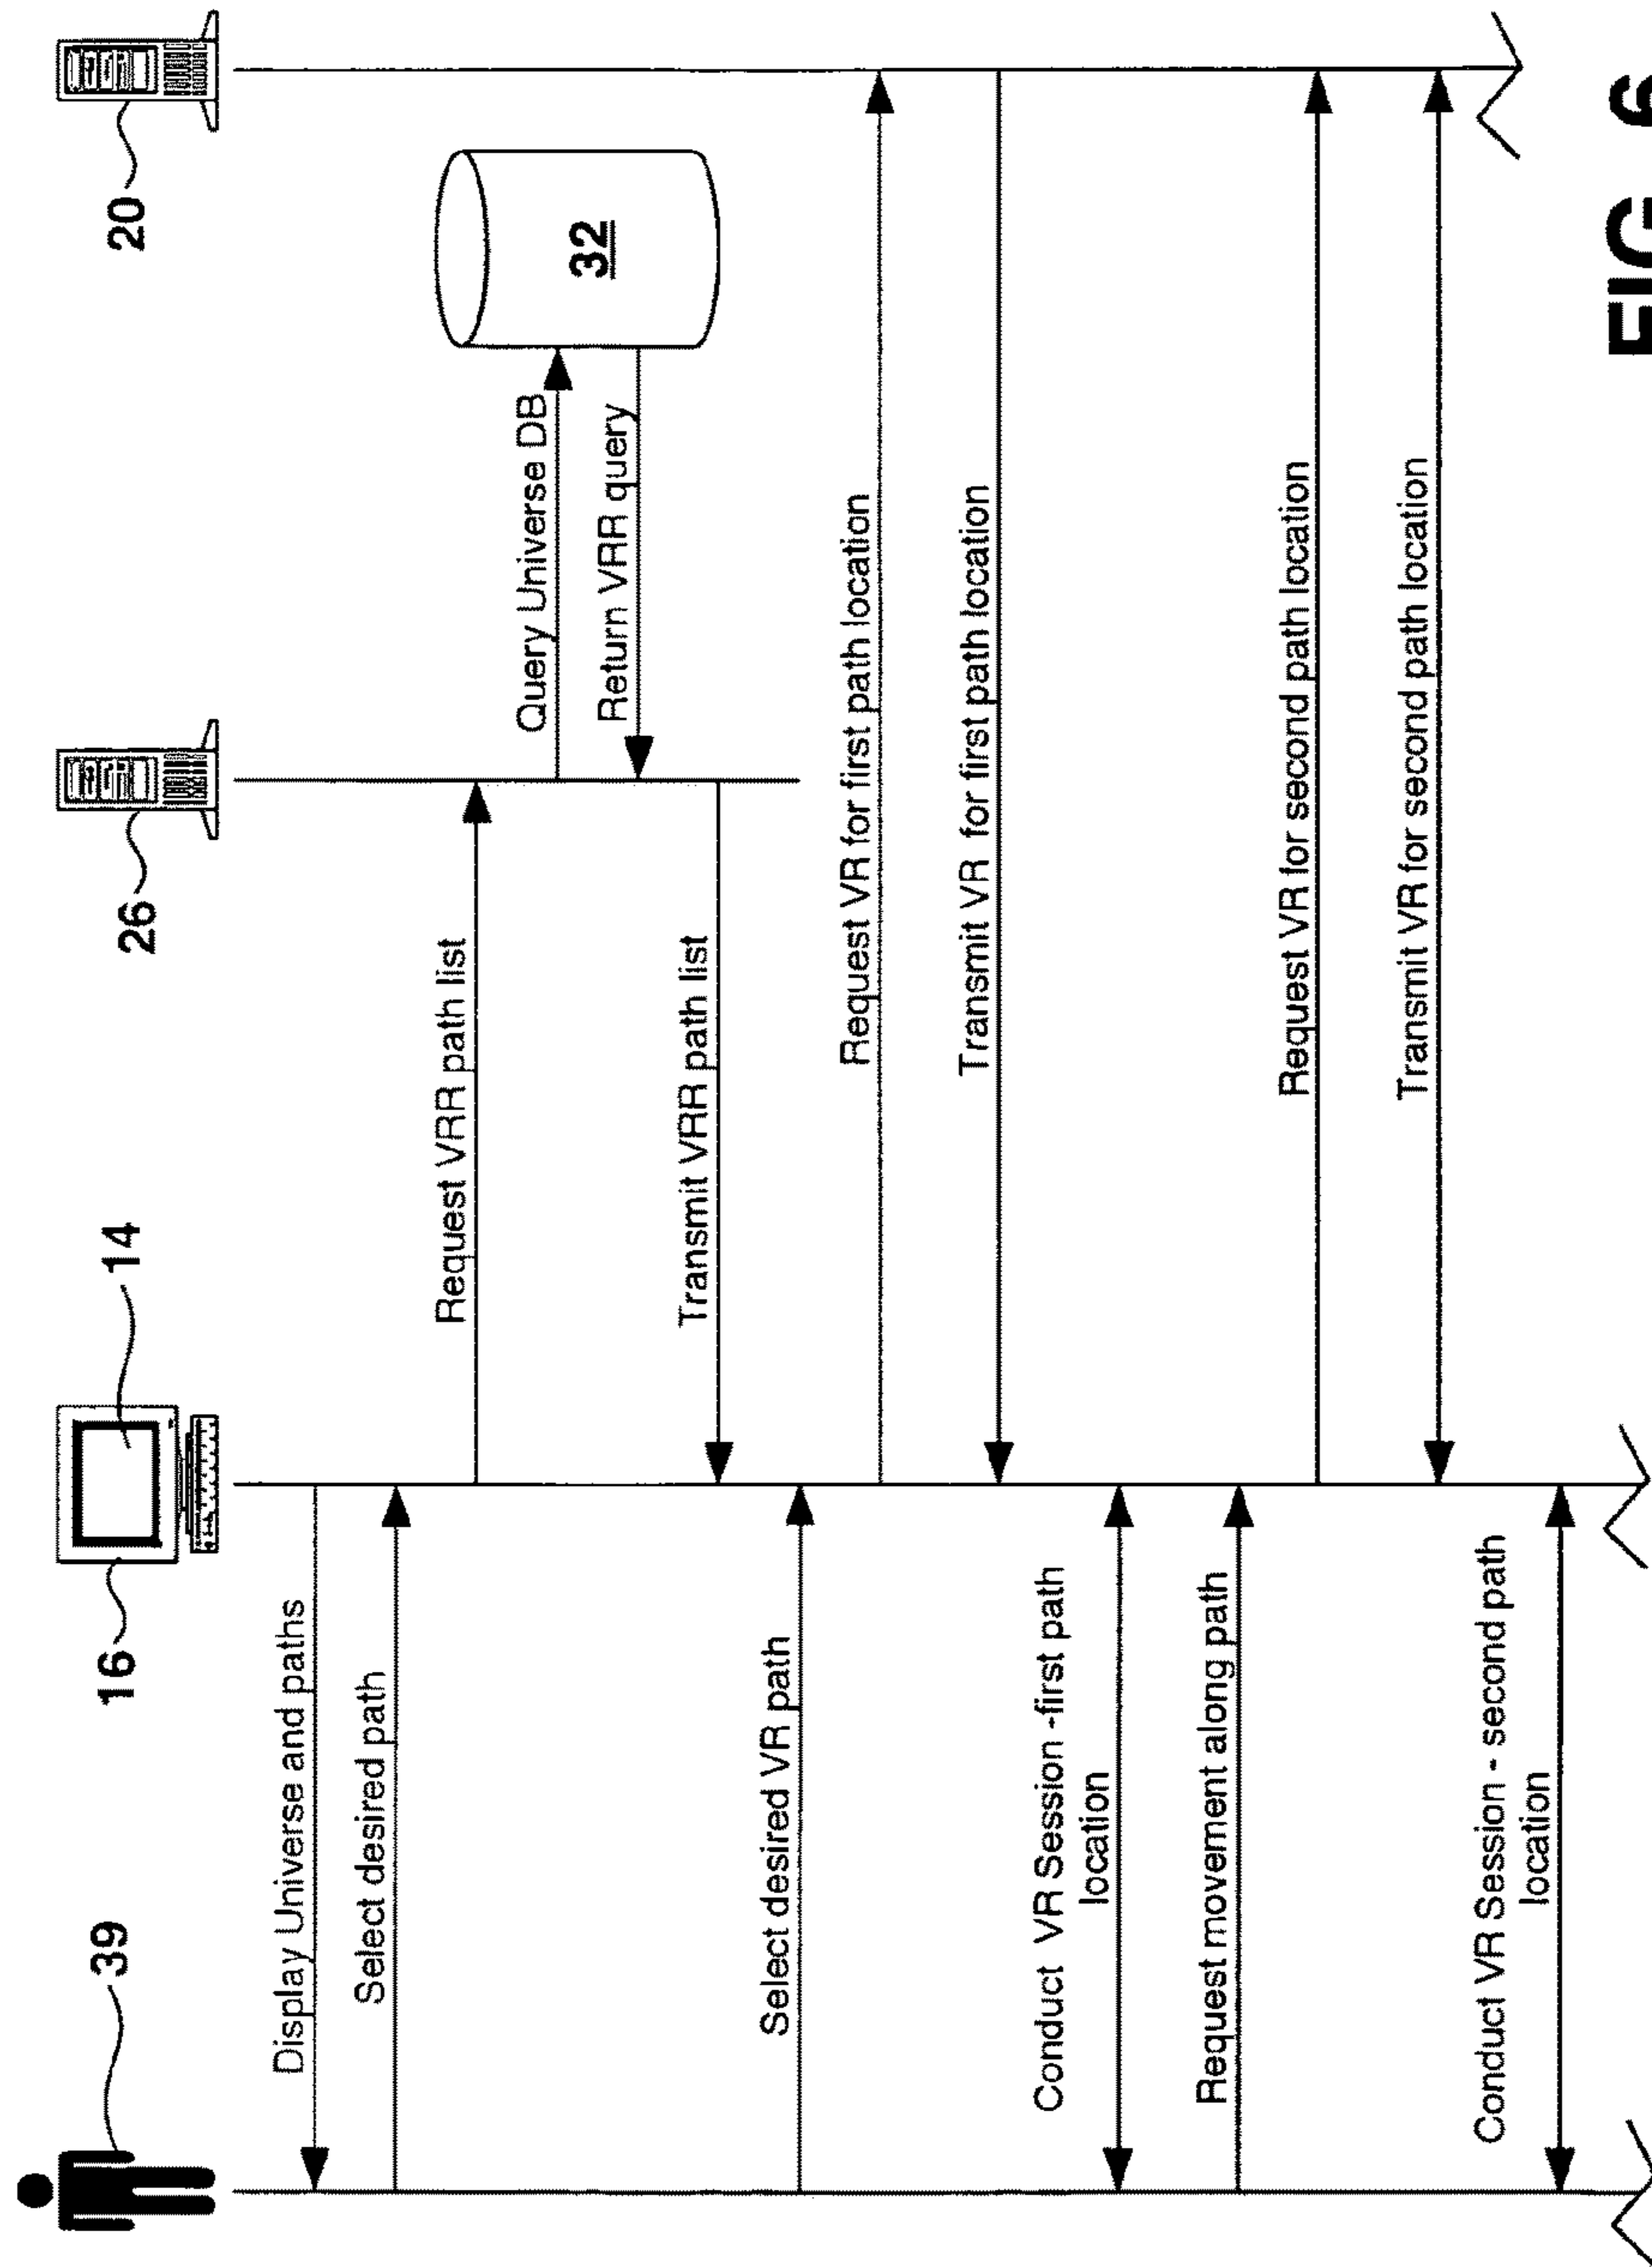 39
16
14
26
20
Display Universe and paths
Select desired path
Request VRR path list
Query Universe DB
32
Return VRR query
Transmit VRR path list
Select desired VR path
Request VR for first path location
Transmit VR for first path location
Conduct VR Session -first path
location
Request movement along path
Request VR for second path location
Transmit VR for second path location
Conduct VR Session - second path
location
FIG. 6